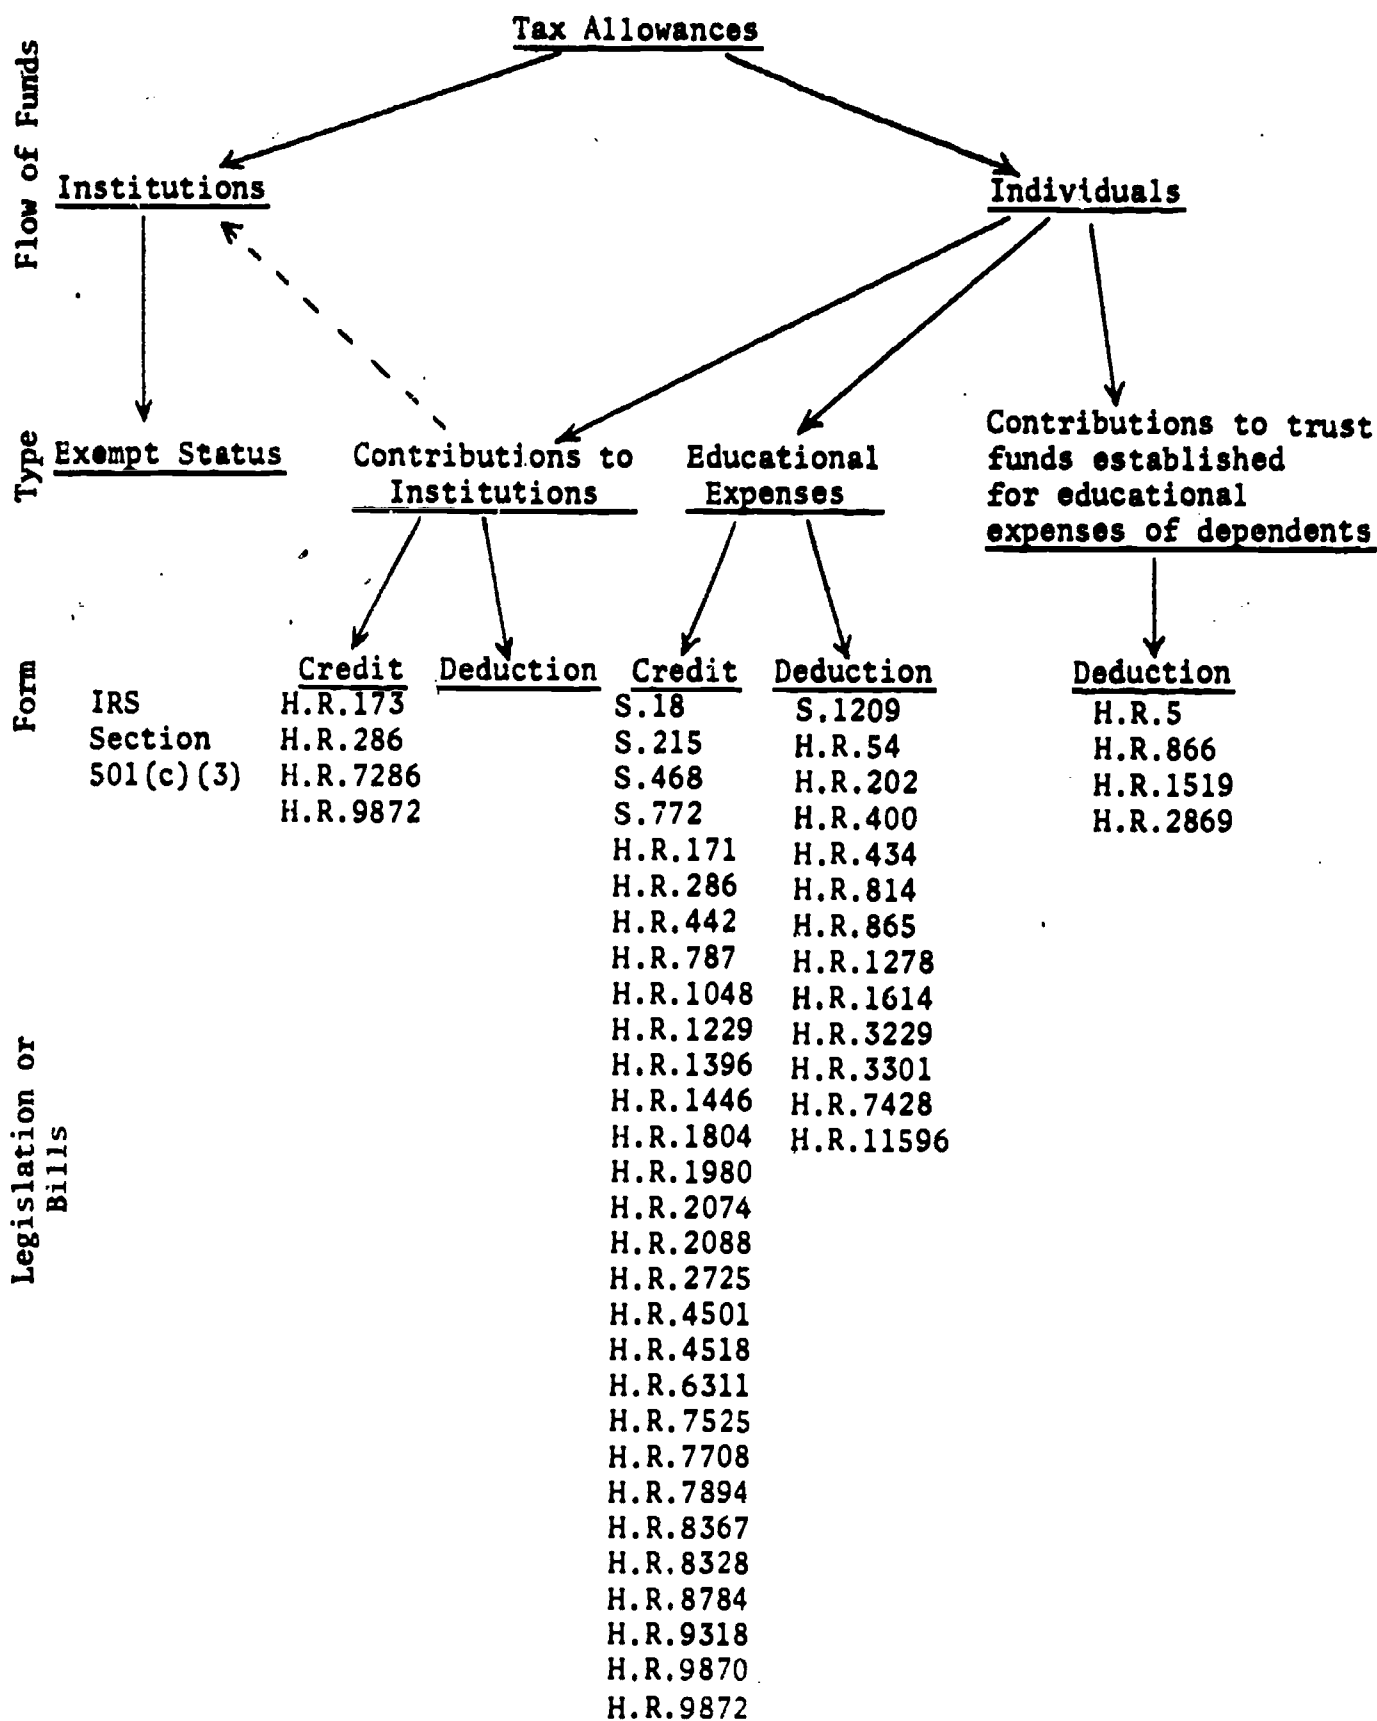 Tax Allowances
Flow of Funds
Institutions
Individuals
Type
Exempt Status
Contributions to
Institutions
Educational
Expenses
Contributions to trust
funds established
for educational
expenses of dependents
Form
Credit
Deduction
Credit
Deduction
Deduction
IRS
Section
501(c)(3)
H.R.173
H.R.286
H.R.7286
H.R.9872
S.18
S.215
S.468
S.772
H.R.171
H.R.286
H.R.442
H.R.787
H.R.1048
H.R.1229
H.R.1396
H.R.1446
H.R.1804
H.R.1980
H.R.2074
H.R.2088
H.R.2725
H.R.4501
H.R.4518
H.R.6311
H.R.7525
H.R.7708
H.R.7894
H.R.8367
H.R.8328
H.R.8784
H.R.9318
H.R.9870
H.R.9872
S.1209
H.R.54
H.R.202
H.R.400
H.R.434
H.R.814
H.R.865
H.R.1278
H.R.1614
H.R.3229
H.R.3301
H.R.7428
H.R.11596
H.R.5
H.R.866
H.R.1519
H.R.2869
Legislation or
Bills